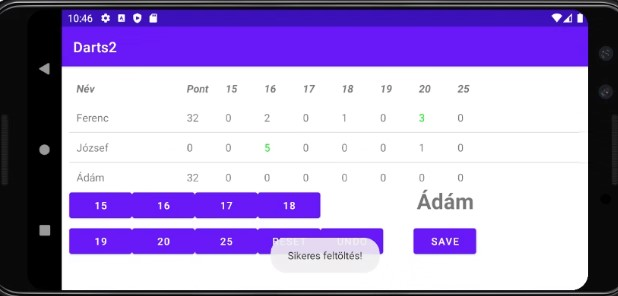 10:46
Darts2
Név Pont 15 16 17 18 19 20 25
Ferenc 32 0 2 0 1 0 3 0
József 0 0 5 0 0 0 1 0
Ádám 32 0 0 0 0 0 0 0
15 16 17 18 Ádám
19 20 25 RESET UNDO SAVE
Sikeres feltöltés!